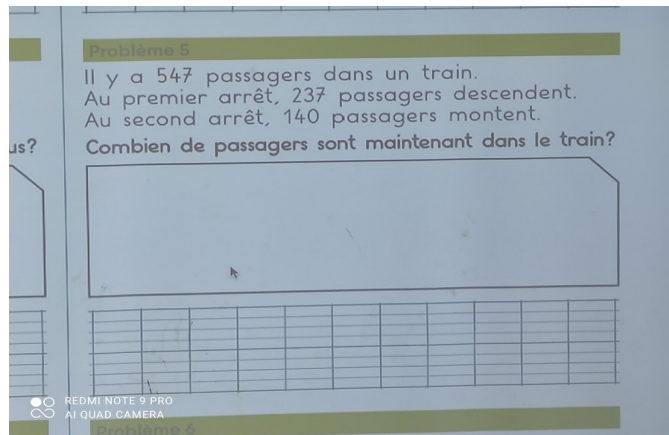 Problème 5
Il y a 547 passagers dans un train.
Au premier arrêt, 237 passagers descendent.
Au second arrêt, 140 passagers montent.
us?
Combien de passagers sont maintenant dans le train?
REDMI NOTE 9 PRO
AI QUAD CAMERA
Problème 6